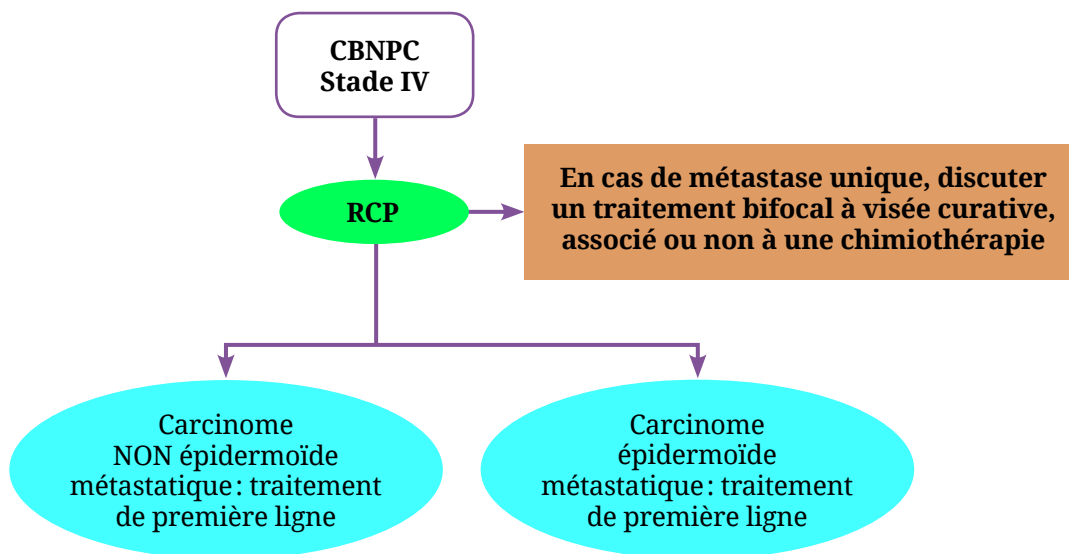 CBNPC
Stade IV
RCP
En cas de métastase unique, discuter
un traitement bifocal à visée curative,
associé ou non à une chimiothérapie
Carcinome
NON épidermoïde
métastatique : traitement
de première ligne
Carcinome
épidermoïde
métastatique : traitement
de première ligne